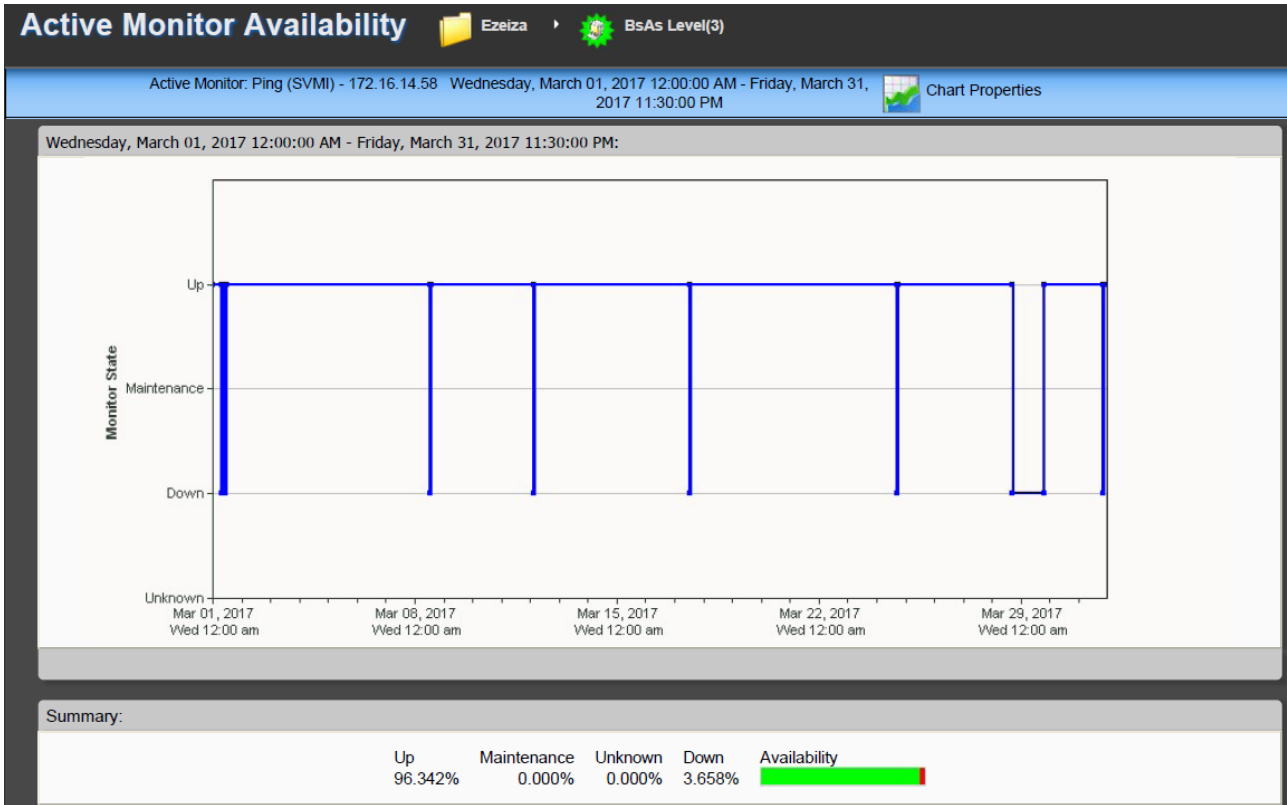 Active Monitor Availability Ezeiza BsAs Level(3)
Active Monitor: Ping (SVMI) - 172.16.14.58 Wednesday, March 01, 2017 12:00:00 AM - Friday, March 31,
2017 11:30:00 PM
Chart Properties
Wednesday, March 01, 2017 12:00:00 AM - Friday, March 31, 2017 11:30:00 PM:
Monitor State
Up
Maintenance
Down
Unknown
Mar 01, 2017 Mar 08, 2017 Mar 15, 2017 Mar 22, 2017 Mar 29, 2017
Wed 12:00 am Wed 12:00 am Wed 12:00 am Wed 12:00 am Wed 12:00 am
Summary:
Up Maintenance Unknown Down Availability
96.342% 0.000% 0.000% 3.658%